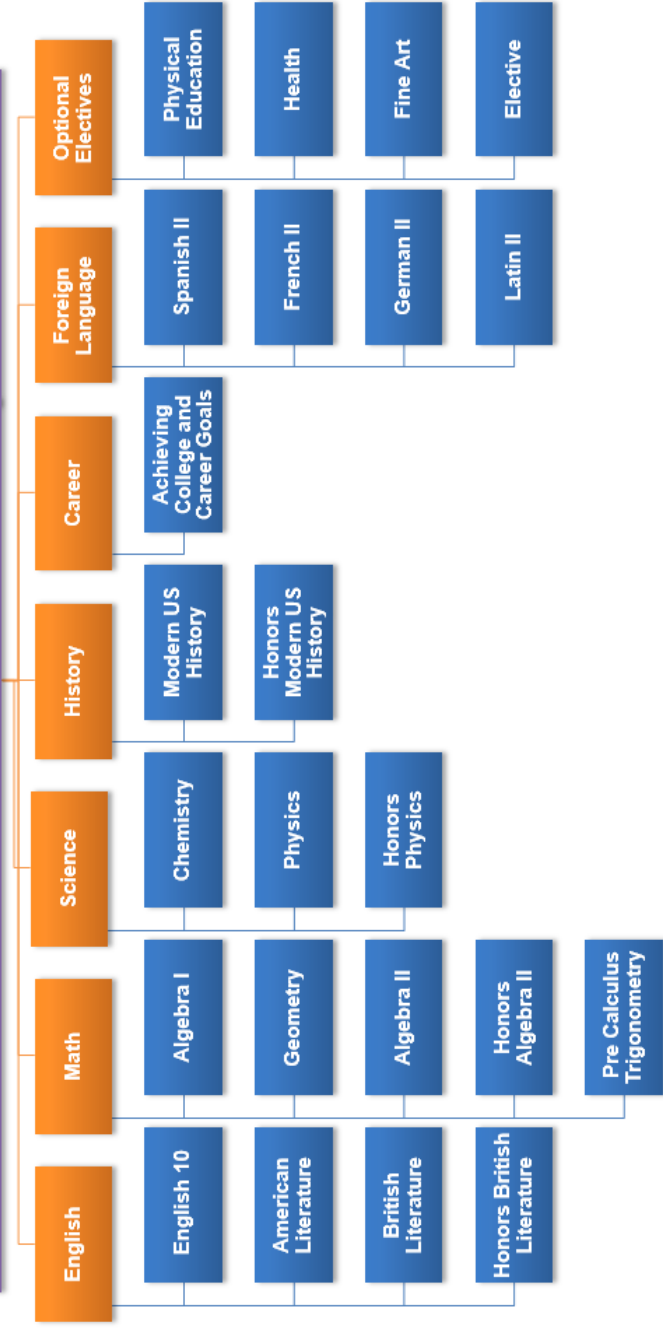 English
English 10
American
Literature
British
Literature
Honors British
Literature
Math
Algebra I
Geometry
Algebra II
Honors
Algebra II
Pre Calculus
Trigonometry
Science
Chemistry
Physics
Honors
Physics
History
Modern US
History
Honors
Modern US
History
Career
Achieving
College and
Career Goals
Foreign
Language
Spanish II
French II
German II
Latin II
Optional
Electives
Physical
Education
Health
Fine Art
Elective